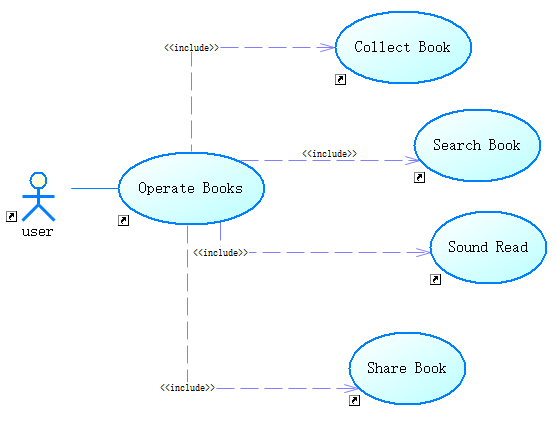 <<include>>
Collect Book
<<include>>
Search Book
Operate Books
user
<<include>>
Sound Read
<<include>>
Share Book